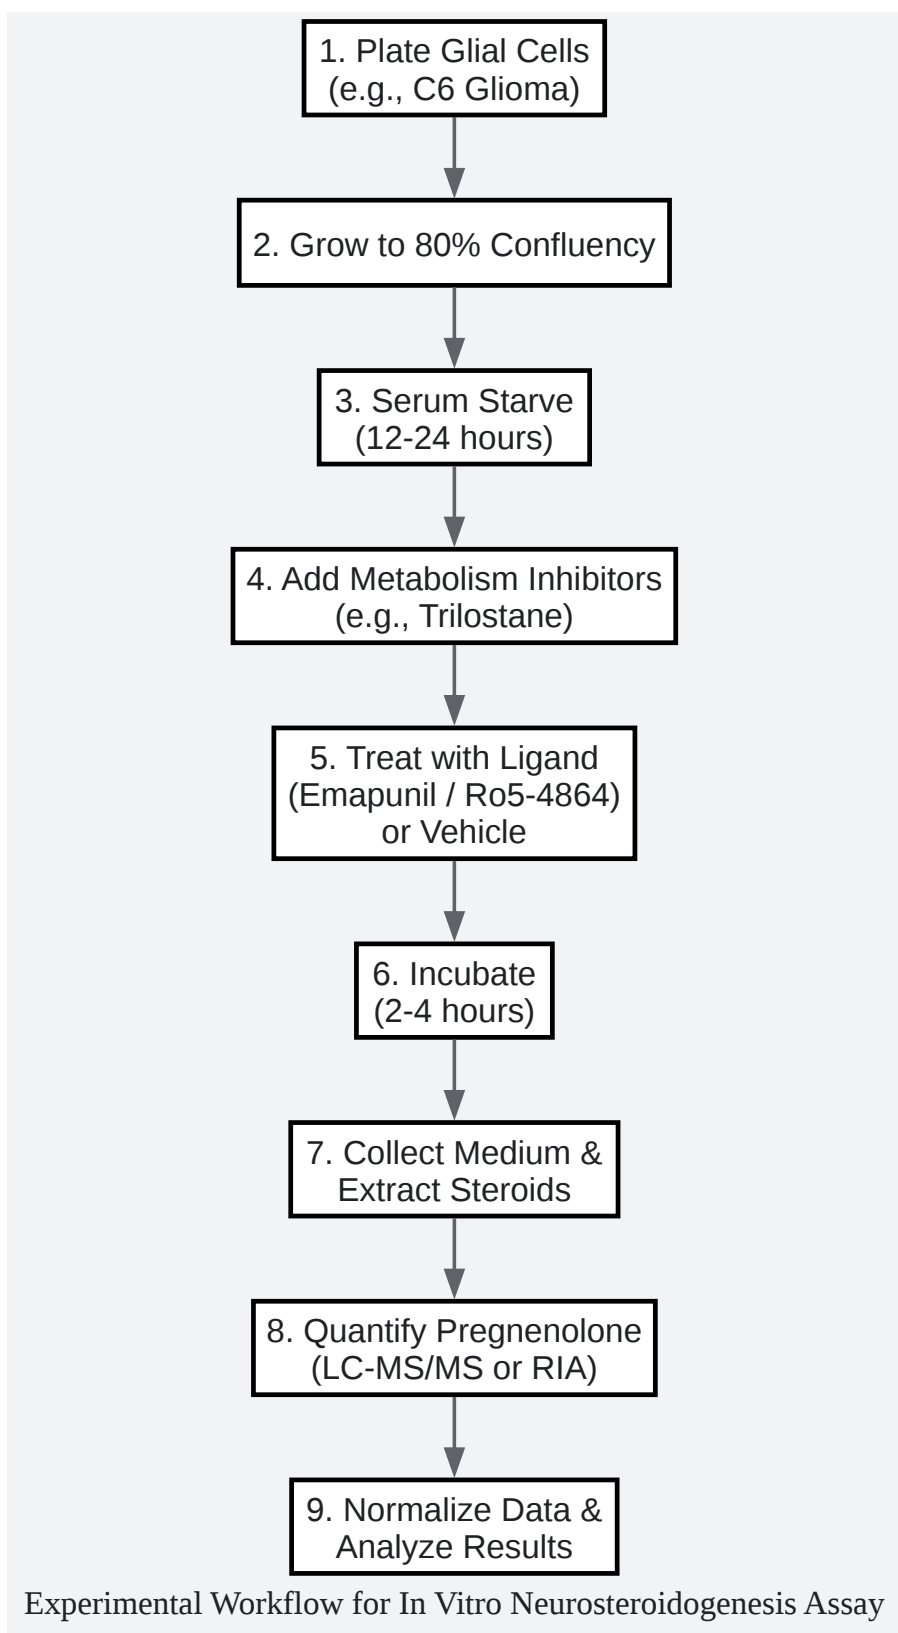 1. Plate Glial Cells
(e.g., C6 Glioma)
2. Grow to 80% Confluency
3. Serum Starve
(12-24 hours)
4. Add Metabolism Inhibitors
(e.g., Trilostane)
5. Treat with Ligand
(Emapunil / Ro5-4864)
or Vehicle
6. Incubate
(2-4 hours)
7. Collect Medium &
Extract Steroids
8. Quantify Pregnenolone
(LC-MS/MS or RIA)
9. Normalize Data &
Analyze Results
Experimental Workflow for In Vitro Neurosteroidogenesis Assay